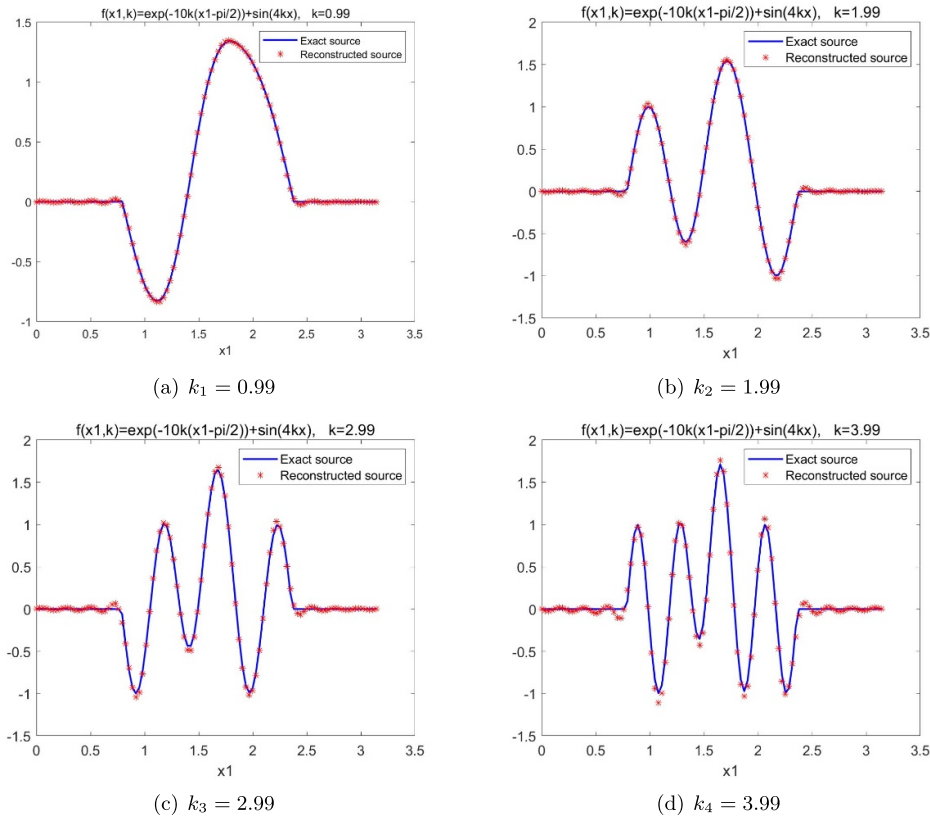 f(x1,k)=exp(-10k(x1-pi/2))+sin(4kx), k=0.99
Exact source
Reconstructed source
1.5
1
0.5
0
-0.5
-1
0 0.5 1 1.5 2 2.5 3 3.5
x1
(a) k₁ = 0.99
f(x1,k)=exp(-10k(x1-pi/2))+sin(4kx), k=1.99
Exact source
Reconstructed source
2
1.5
1
0.5
0
-0.5
-1
-1.5
0 0.5 1 1.5 2 2.5 3 3.5
x1
(b) k₂ = 1.99
f(x1,k)=exp(-10k(x1-pi/2))+sin(4kx), k=2.99
Exact source
Reconstructed source
2
1.5
1
0.5
0
-0.5
-1
-1.5
0 0.5 1 1.5 2 2.5 3 3.5
x1
(c) k₃ = 2.99
f(x1,k)=exp(-10k(x1-pi/2))+sin(4kx), k=3.99
Exact source
Reconstructed source
2
1.5
1
0.5
0
-0.5
-1
-1.5
0 0.5 1 1.5 2 2.5 3 3.5
x1
(d) k₄ = 3.99